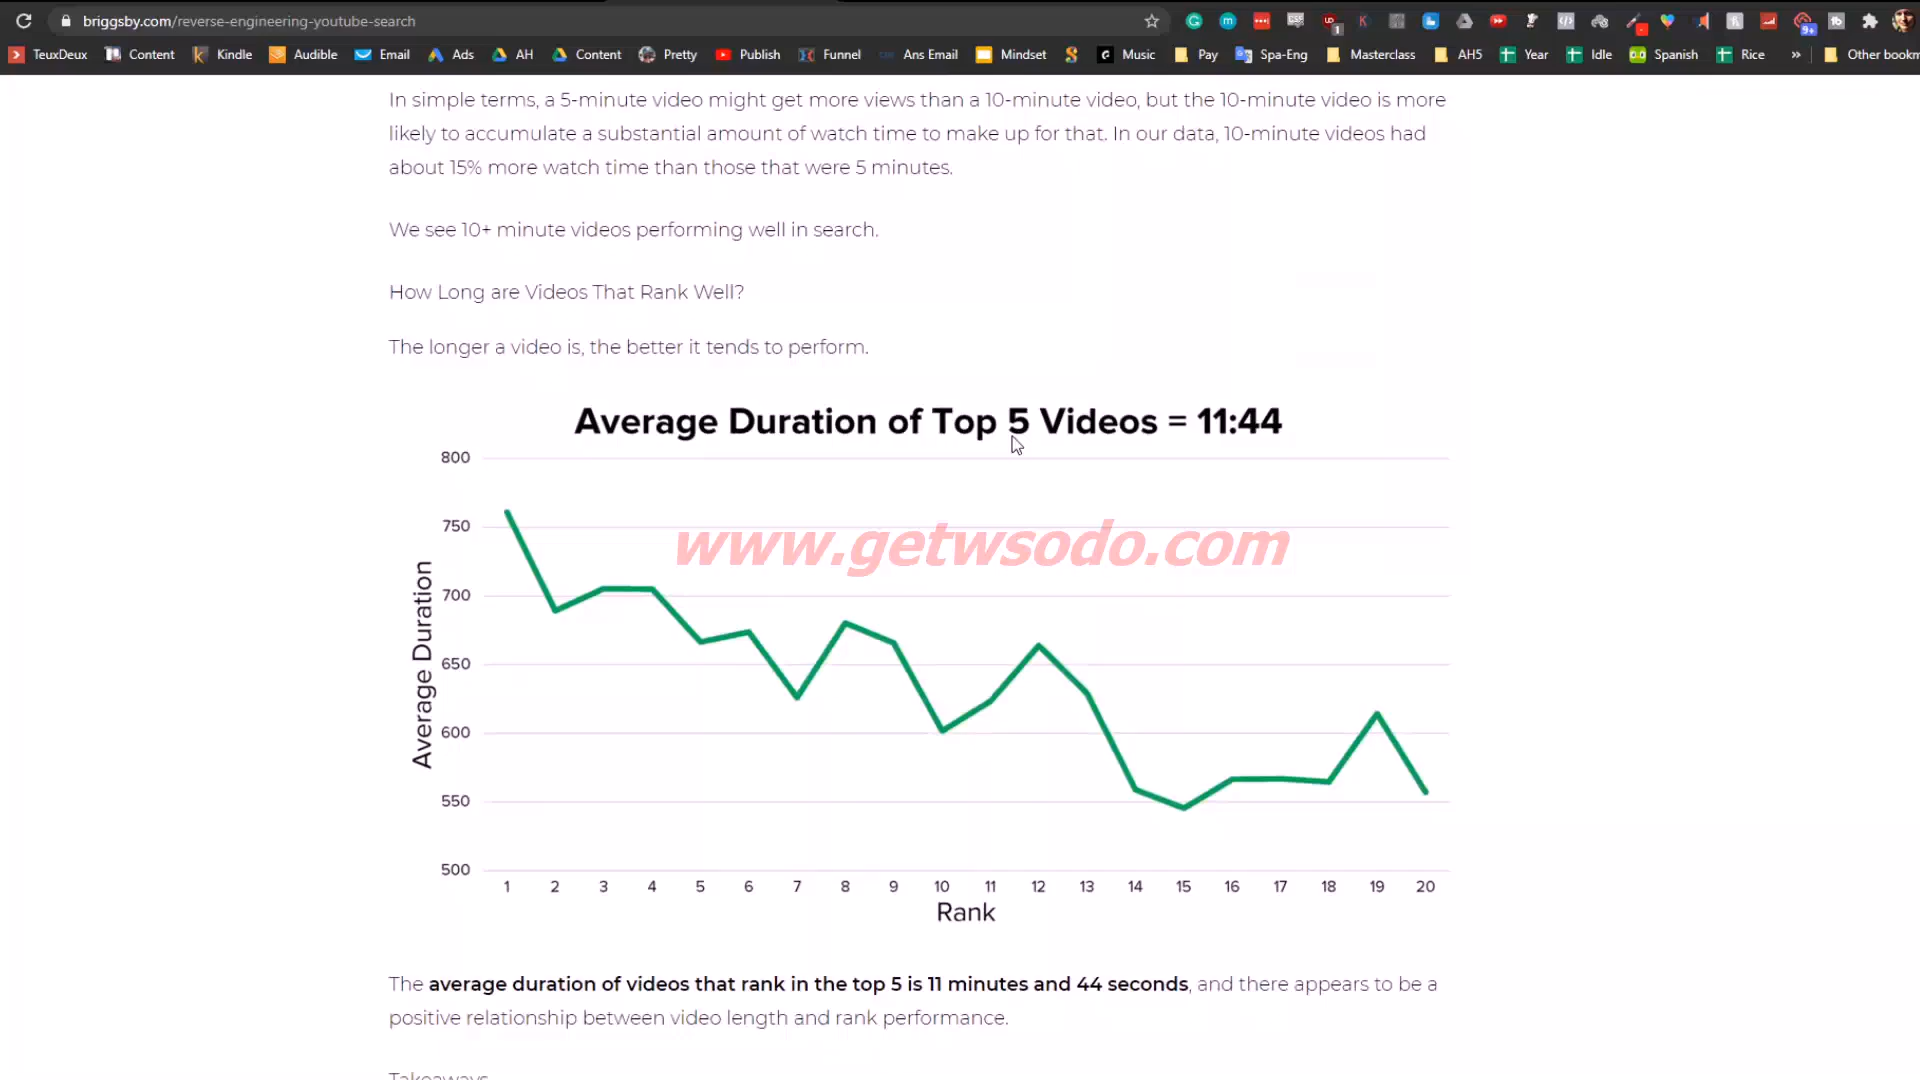 briggsby.com/reverse-engineering-youtube-search
TeuxDeux Content Kindle Audible Email Ads AH Content Pretty Publish Funnel Ans Email Mindset Music Pay Spa-Eng Masterclass AH5 Year Idle Spanish Rice » Other bookm
In simple terms, a 5-minute video might get more views than a 10-minute video, but the 10-minute video is more
likely to accumulate a substantial amount of watch time to make up for that. In our data, 10-minute videos had
about 15% more watch time than those that were 5 minutes.
We see 10+ minute videos performing well in search.
How Long are Videos That Rank Well?
The longer a video is, the better it tends to perform.
Average Duration of Top 5 Videos = 11:44
800
750
www.getwsodo.com
700
650
600
550
500
Average Duration
1 2 3 4 5 6 7 8 9 10 11 12 13 14 15 16 17 18 19 20
Rank
The average duration of videos that rank in the top 5 is 11 minutes and 44 seconds, and there appears to be a
positive relationship between video length and rank performance.
Takeaways